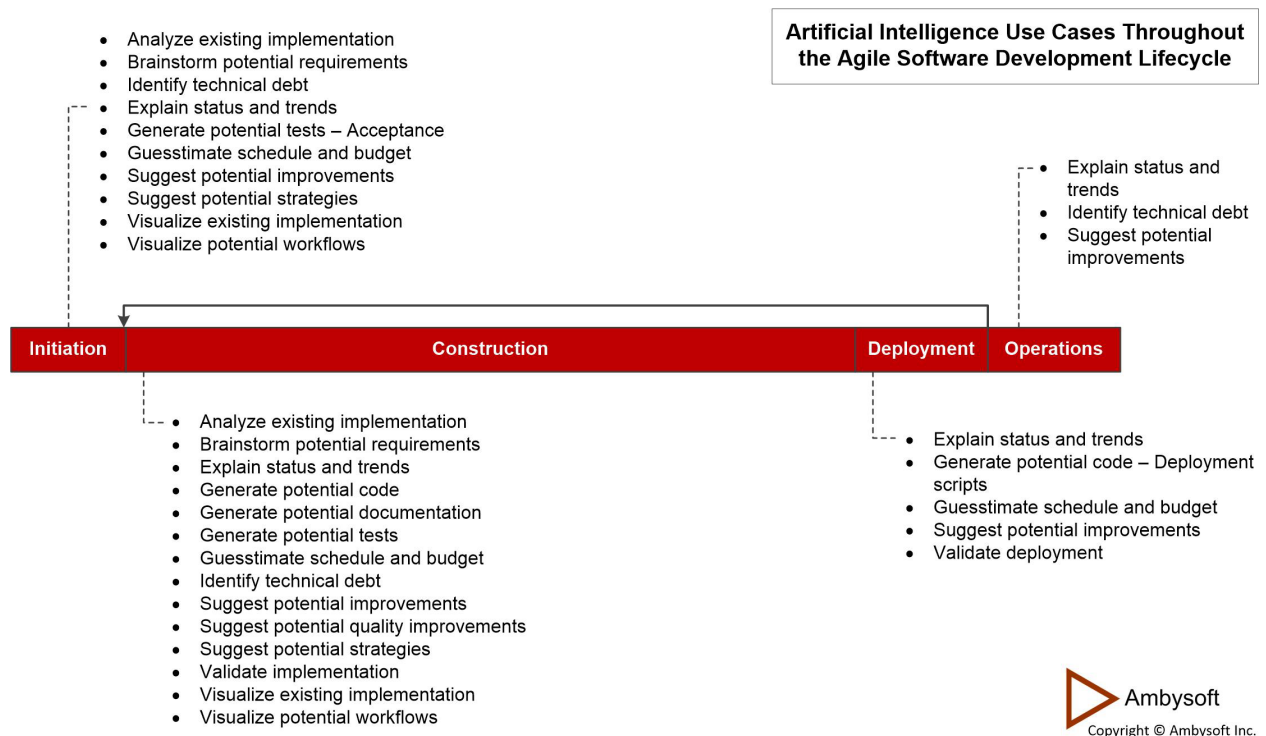 Artificial Intelligence Use Cases Throughout
the Agile Software Development Lifecycle
• Analyze existing implementation
• Brainstorm potential requirements
• Identify technical debt
• Explain status and trends
• Generate potential tests – Acceptance
• Guesstimate schedule and budget
• Suggest potential improvements
• Suggest potential strategies
• Visualize existing implementation
• Visualize potential workflows
• Explain status and
trends
• Identify technical debt
• Suggest potential
improvements
Initiation
Construction
Deployment
Operations
• Analyze existing implementation
• Brainstorm potential requirements
• Explain status and trends
• Generate potential code
• Generate potential documentation
• Generate potential tests
• Guesstimate schedule and budget
• Identify technical debt
• Suggest potential improvements
• Suggest potential quality improvements
• Suggest potential strategies
• Validate implementation
• Visualize existing implementation
• Visualize potential workflows
• Explain status and trends
• Generate potential code – Deployment
scripts
• Guesstimate schedule and budget
• Suggest potential improvements
• Validate deployment
Ambysoft
Copyright © Ambysoft Inc.